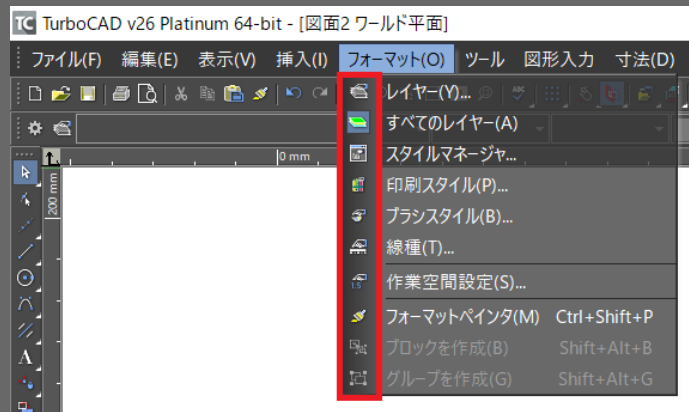 TC TurboCAD v26 Platinum 64-bit - [図面2 ワールド平面]
ファイル(F) 編集(E) 表示(V) 挿入(I) フォーマット(O) ツール 図形入力 寸法(D)
レイヤー(Y)...
すべてのレイヤー(A)
0 mm
スタイルマネージャ...
200 mm
印刷スタイル(P)...
ブラシスタイル(B)...
線種(T)...
1.5 作業空間設定(S)...
フォーマットペインタ(M) Ctrl+Shift+P
ブロックを作成(B) Shift+Alt+B
A
グループを作成(G) Shift+Alt+G